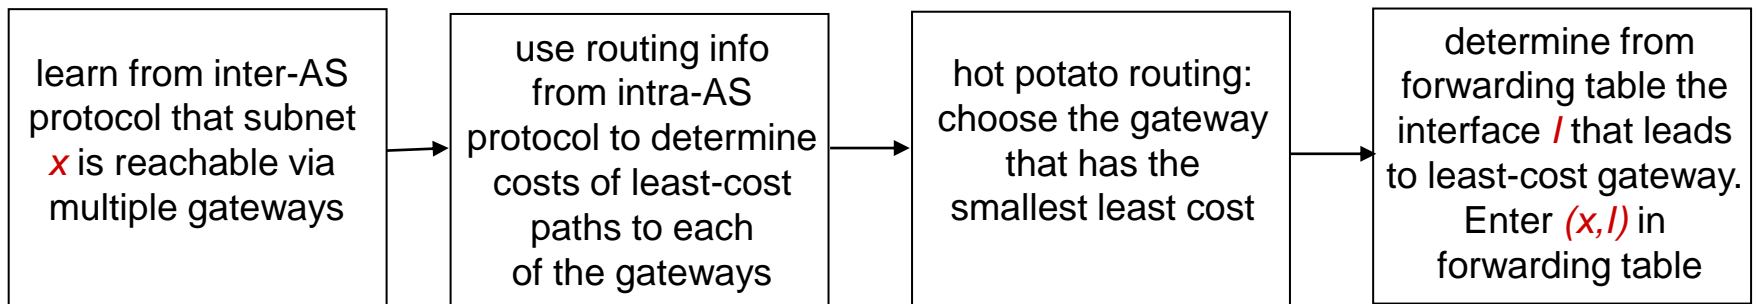 learn from inter-AS
protocol that subnet
x is reachable via
multiple gateways
use routing info
from intra-AS
protocol to determine
costs of least-cost
paths to each
of the gateways
hot potato routing:
choose the gateway
that has the
smallest least cost
determine from
forwarding table the
interface I that leads
to least-cost gateway.
Enter (x,I) in
forwarding table